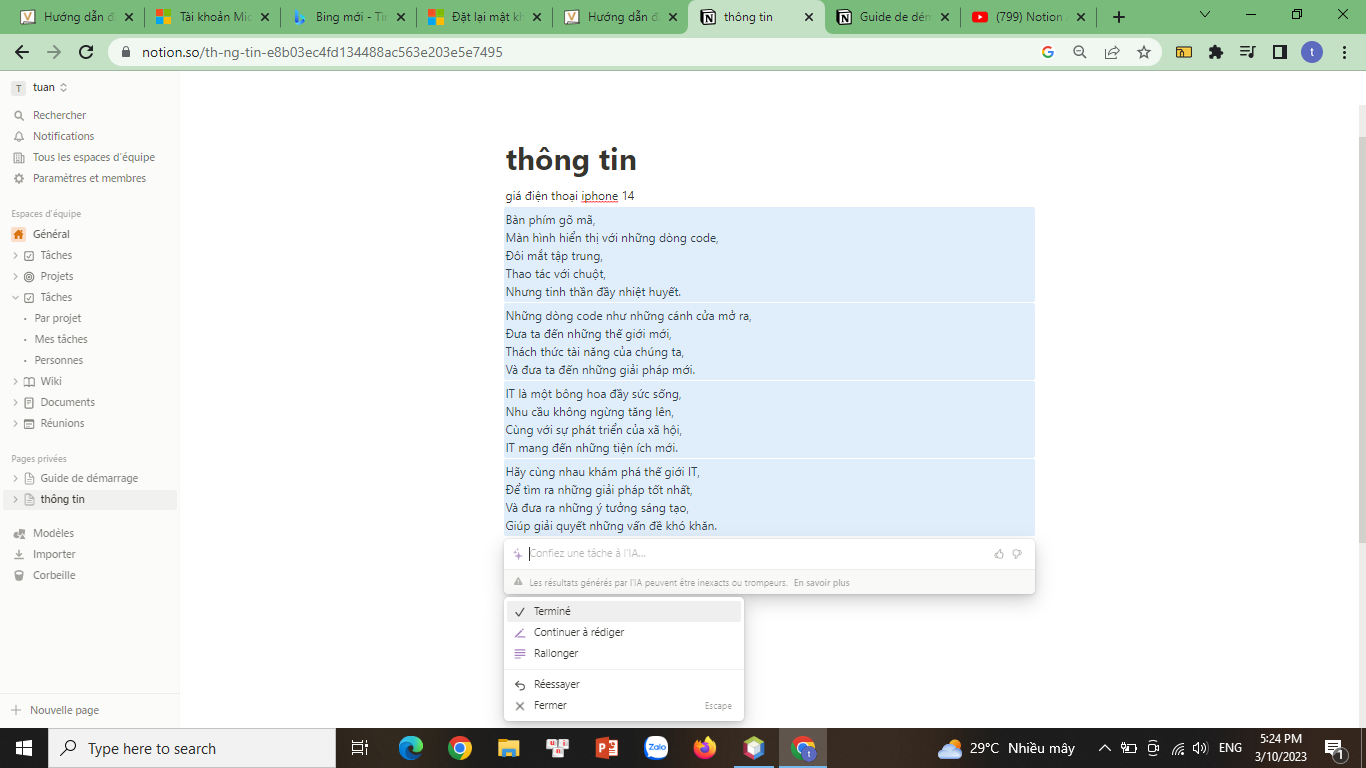 Hướng dẫn đ
Tài khoản Mic
Bing mới - Tìn
Đặt lại mật kh
Hướng dẫn đ
thông tin
Guide de dém
(799) Notion
notion.so/th-ng-tin-e8b03ec4fd134488ac563e203e5e7495
t
T tuan
Rechercher
Notifications
Tous les espaces d'équipe
Paramètres et membres
Espaces d'équipe
Général
Tâches
Projets
Tâches
Par projet
Mes tâches
Personnes
Wiki
Documents
Réunions
Pages privées
Guide de démarrage
thông tin
Modèles
Importer
Corbeille
Nouvelle page
thông tin
giá điện thoại iphone 14
Bàn phím gõ mã,
Màn hình hiển thị với những dòng code,
Đôi mắt tập trung,
Thao tác với chuột,
Nhưng tinh thần đầy nhiệt huyết.
Những dòng code như những cánh cửa mở ra,
Đưa ta đến những thế giới mới,
Thách thức tài năng của chúng ta,
Và đưa ta đến những giải pháp mới.
IT là một bông hoa đầy sức sống,
Nhu cầu không ngừng tăng lên,
Cùng với sự phát triển của xã hội,
IT mang đến những tiện ích mới.
Hãy cùng nhau khám phá thế giới IT,
Để tìm ra những giải pháp tốt nhất,
Và đưa ra những ý tưởng sáng tạo,
Giúp giải quyết những vấn đề khó khăn.
Confiez une tâche à l'IA...
Les résultats générés par l'IA peuvent être inexacts ou trompeurs. En savoir plus
Terminé
Continuer à rédiger
Rallonger
Réessayer
Fermer Escape
Type here to search
29°C Nhiều mây
ENG
5:24 PM
3/10/2023
1